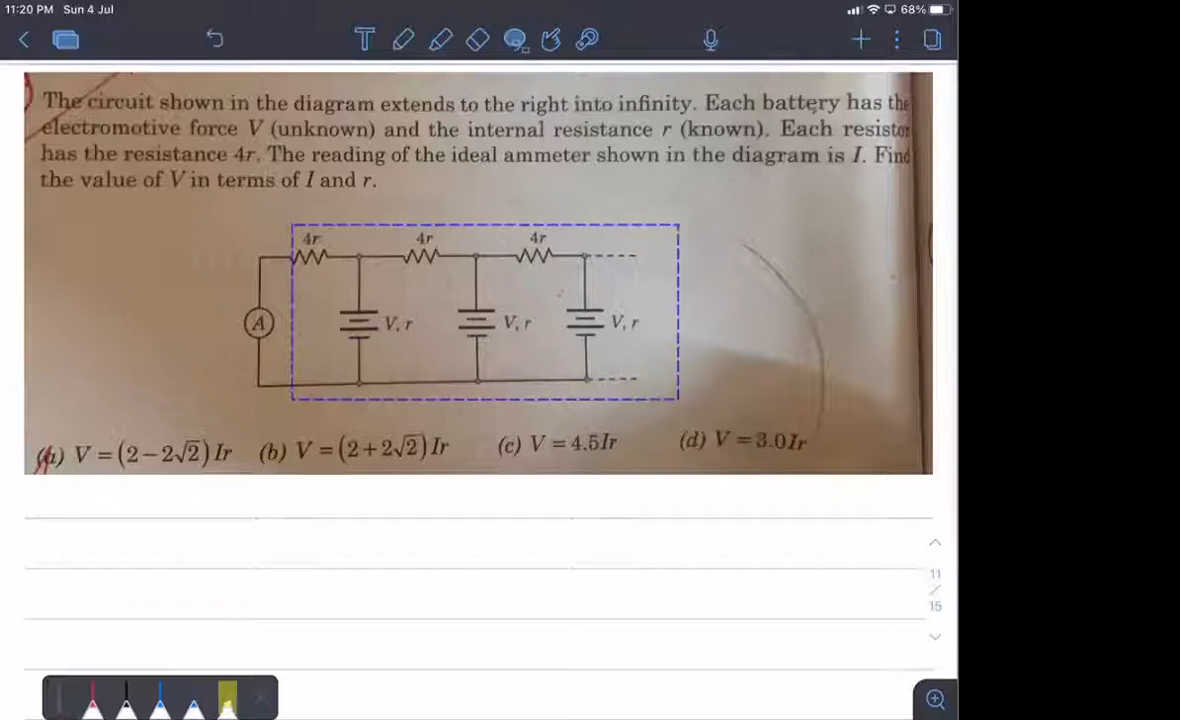 11:20 PM Sun 4 Jul
68%
The circuit shown in the diagram extends to the right into infinity. Each battery has the
electromotive force V (unknown) and the internal resistance r (known). Each resistor
has the resistance 4r. The reading of the ideal ammeter shown in the diagram is I. Find
the value of V in terms of I and r.
4r 4r 4r
A V, r V, r V, r
(a) V = (2 − 2√2) Ir (b) V = (2 + 2√2) Ir (c) V = 4.5Ir (d) V = 3.0Ir
11
15